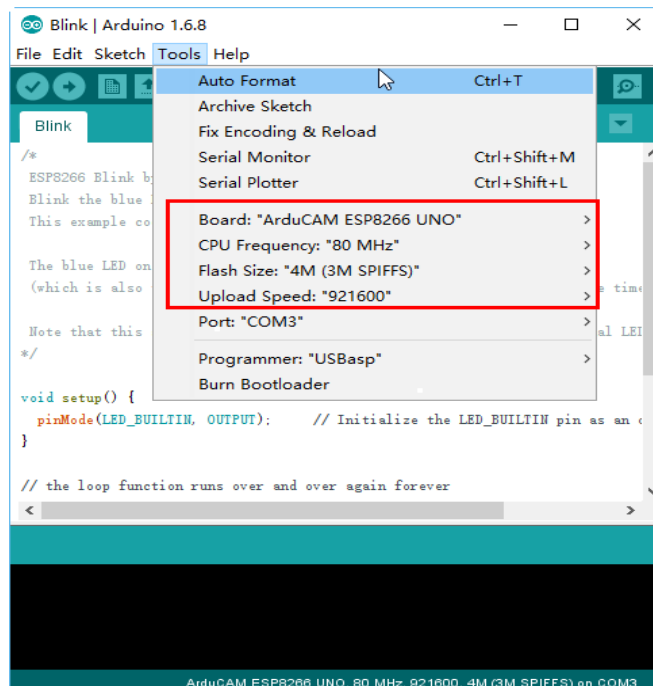 Blink | Arduino 1.6.8
File Edit Sketch Tools Help
Auto Format Ctrl+T
Archive Sketch
Fix Encoding & Reload
Serial Monitor Ctrl+Shift+M
Serial Plotter Ctrl+Shift+L
Board: "ArduCAM ESP8266 UNO"
CPU Frequency: "80 MHz"
Flash Size: "4M (3M SPIFFS)"
Upload Speed: "921600"
Port: "COM3"
Programmer: "USBasp"
Burn Bootloader
Blink
/*
ESP8266 Blink
Blink the blue
This example
The blue LED on
(which is also
Note that this
*/
void setup() {
pinMode(LED_BUILTIN, OUTPUT); // Initialize the LED_BUILTIN pin as an
}
// the loop function runs over and over again forever
ArduCAM ESP8266 UNO, 80 MHz, 921600, 4M (3M SPIFFS) on COM3